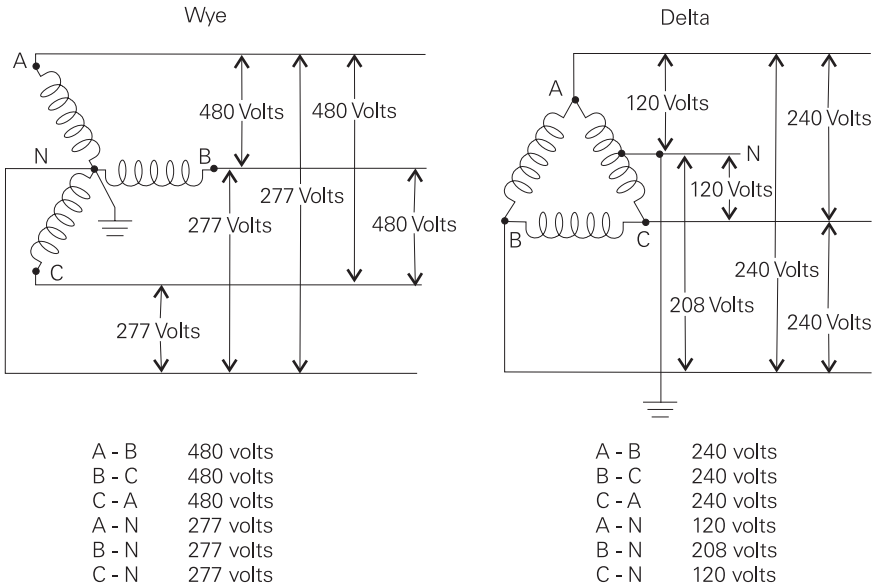 Wye
Delta
A
480 Volts
480 Volts
N
B
277 Volts
277 Volts
480 Volts
C
277 Volts
A
120 Volts
240 Volts
N
120 Volts
B
C
240 Volts
208 Volts
240 Volts
A - B 480 volts
B - C 480 volts
C - A 480 volts
A - N 277 volts
B - N 277 volts
C - N 277 volts
A - B 240 volts
B - C 240 volts
C - A 240 volts
A - N 120 volts
B - N 208 volts
C - N 120 volts